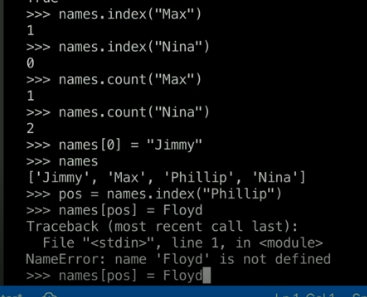 >>> names.index("Max")
1
>>> names.index("Nina")
0
>>> names.count("Max")
1
>>> names.count("Nina")
2
>>> names[0] = "Jimmy"
>>> names
['Jimmy', 'Max', 'Phillip', 'Nina']
>>> pos = names.index("Phillip")
>>> names[pos] = Floyd
Traceback (most recent call last):
  File "<stdin>", line 1, in <module>
NameError: name 'Floyd' is not defined
>>> names[pos] = Floyd